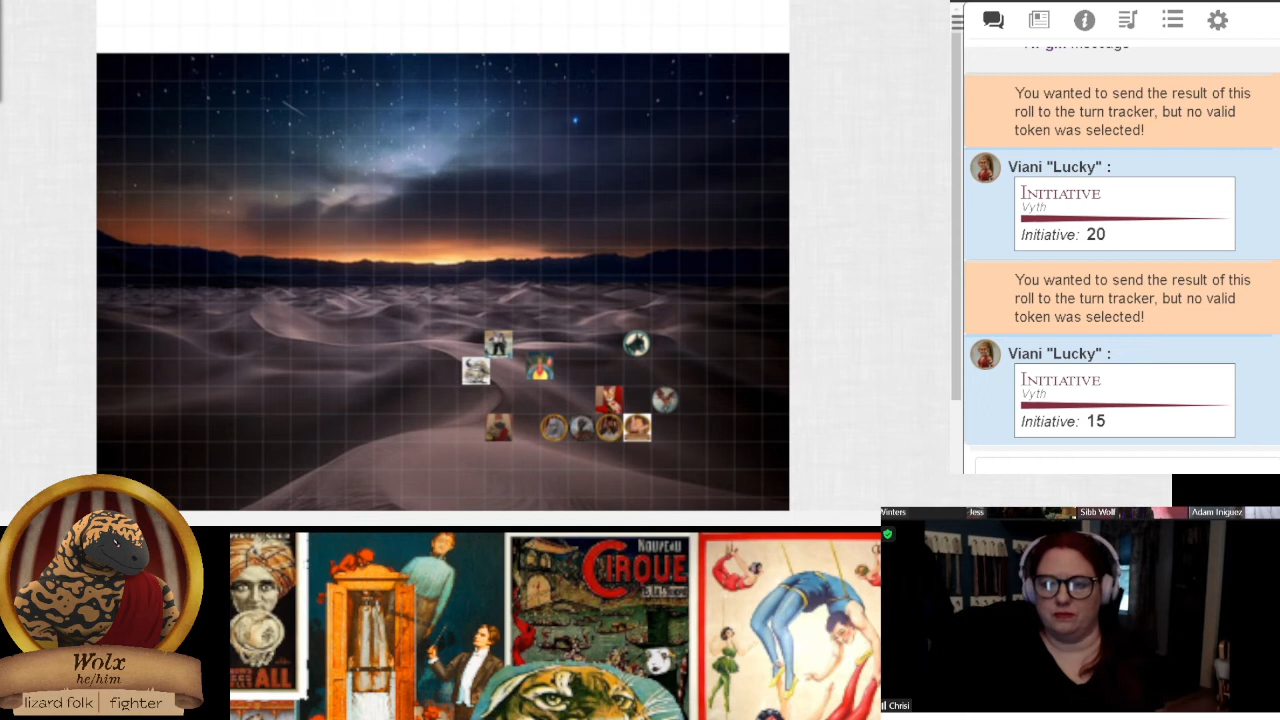 You wanted to send the result of this
roll to the turn tracker, but no valid
token was selected!
Viani "Lucky" :
INITIATIVE
Vyth
Initiative: 20
You wanted to send the result of this
roll to the turn tracker, but no valid
token was selected!
Viani "Lucky" :
INITIATIVE
Vyth
Initiative: 15
Wolx
he/him
lizard folk | fighter
ALL
NOUVEAU
CIRQUE
Jess
Sibb Wolf
Adam Iniguez
Chrisi